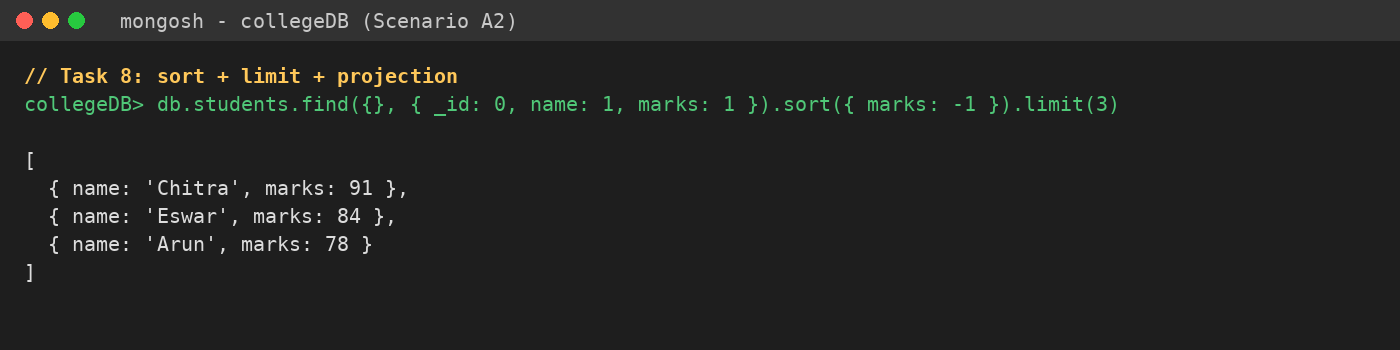 mongosh - collegeDB (Scenario A2)
// Task 8: sort + limit + projection
collegeDB> db.students.find({}, { _id: 0, name: 1, marks: 1 }).sort({ marks: -1 }).limit(3)
[
  { name: 'Chitra', marks: 91 },
  { name: 'Eswar', marks: 84 },
  { name: 'Arun', marks: 78 }
]